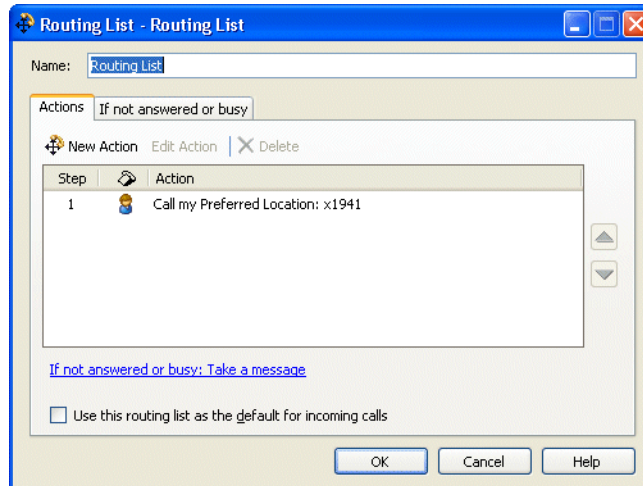 Routing List - Routing List
Name: Routing List
Actions If not answered or busy
New Action Edit Action Delete
Step Action
1 Call my Preferred Location: x1941
If not answered or busy: Take a message
Use this routing list as the default for incoming calls
OK Cancel Help